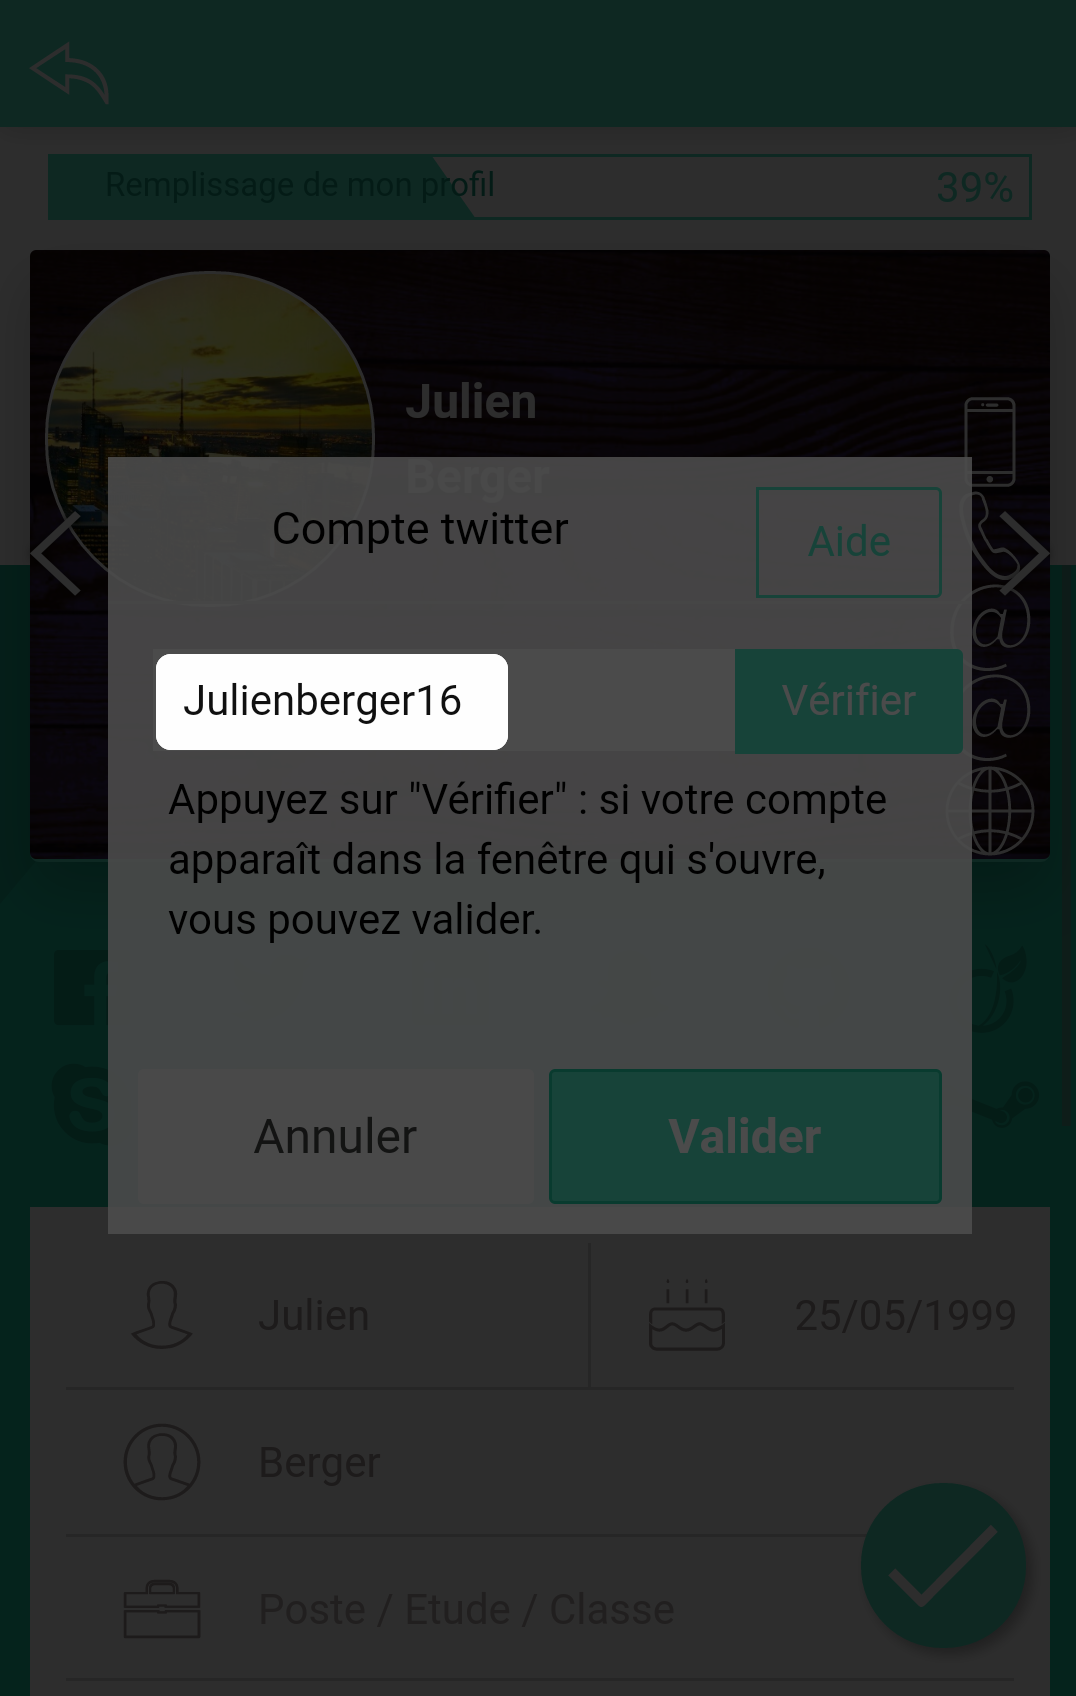 Remplissage de mon profil
39%
Julien
Berger
Compte twitter
Aide
Julienberger16
Vérifier
Appuyez sur "Vérifier" : si votre compte
apparaît dans la fenêtre qui s'ouvre,
vous pouvez valider.
Annuler
Valider
Julien
25/05/1999
Berger
Poste / Etude / Classe